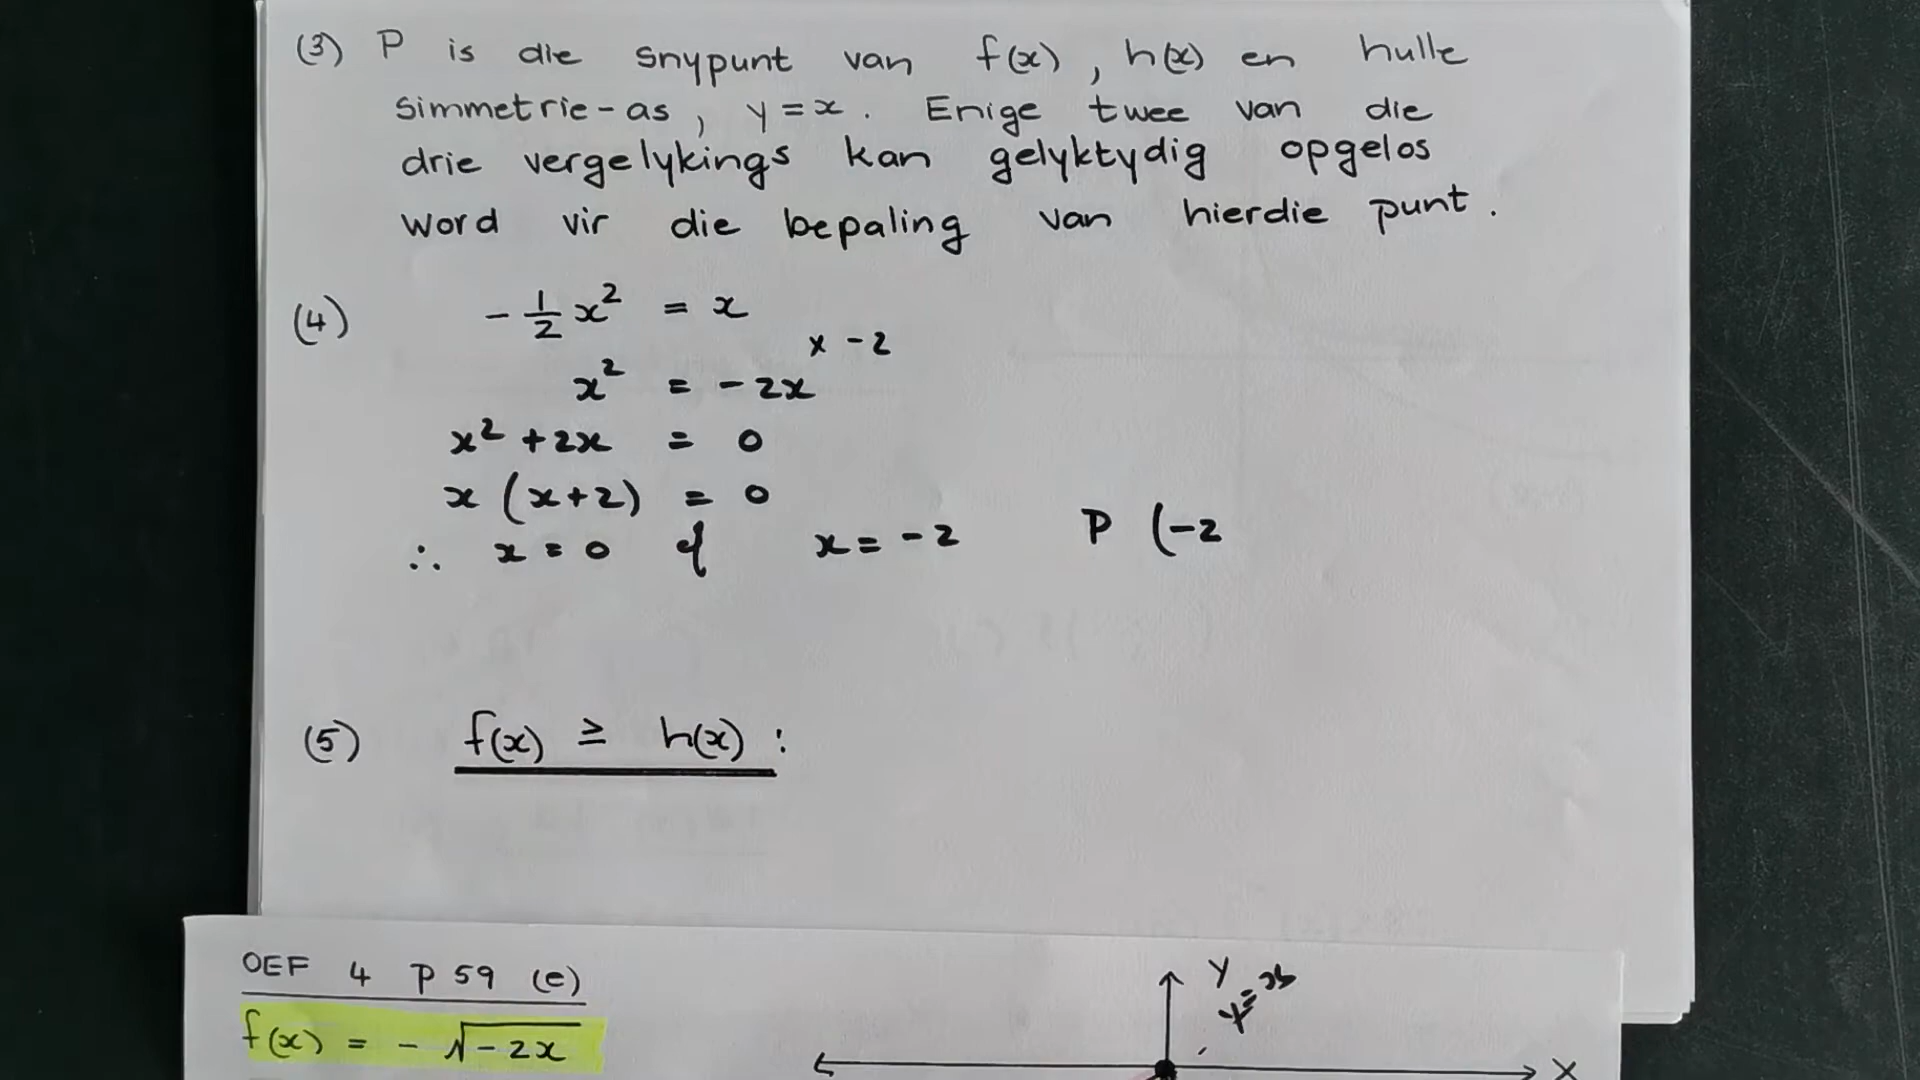 (3) P is die snypunt van f(x), h(x) en hulle
simmetrie-as, y = x. Enige twee van die
drie vergelykings kan gelyktydig opgelos
word vir die bepaling van hierdie punt.
(4) -1/2 x² = x
x -2
x² = -2x
x² + 2x = 0
x (x+2) = 0
∴ x = 0 of x = -2 P (-2
(5) f(x) ≥ h(x) :
OEF 4 p 59 (e)
f(x) = - √-2x
Y
y=x
X